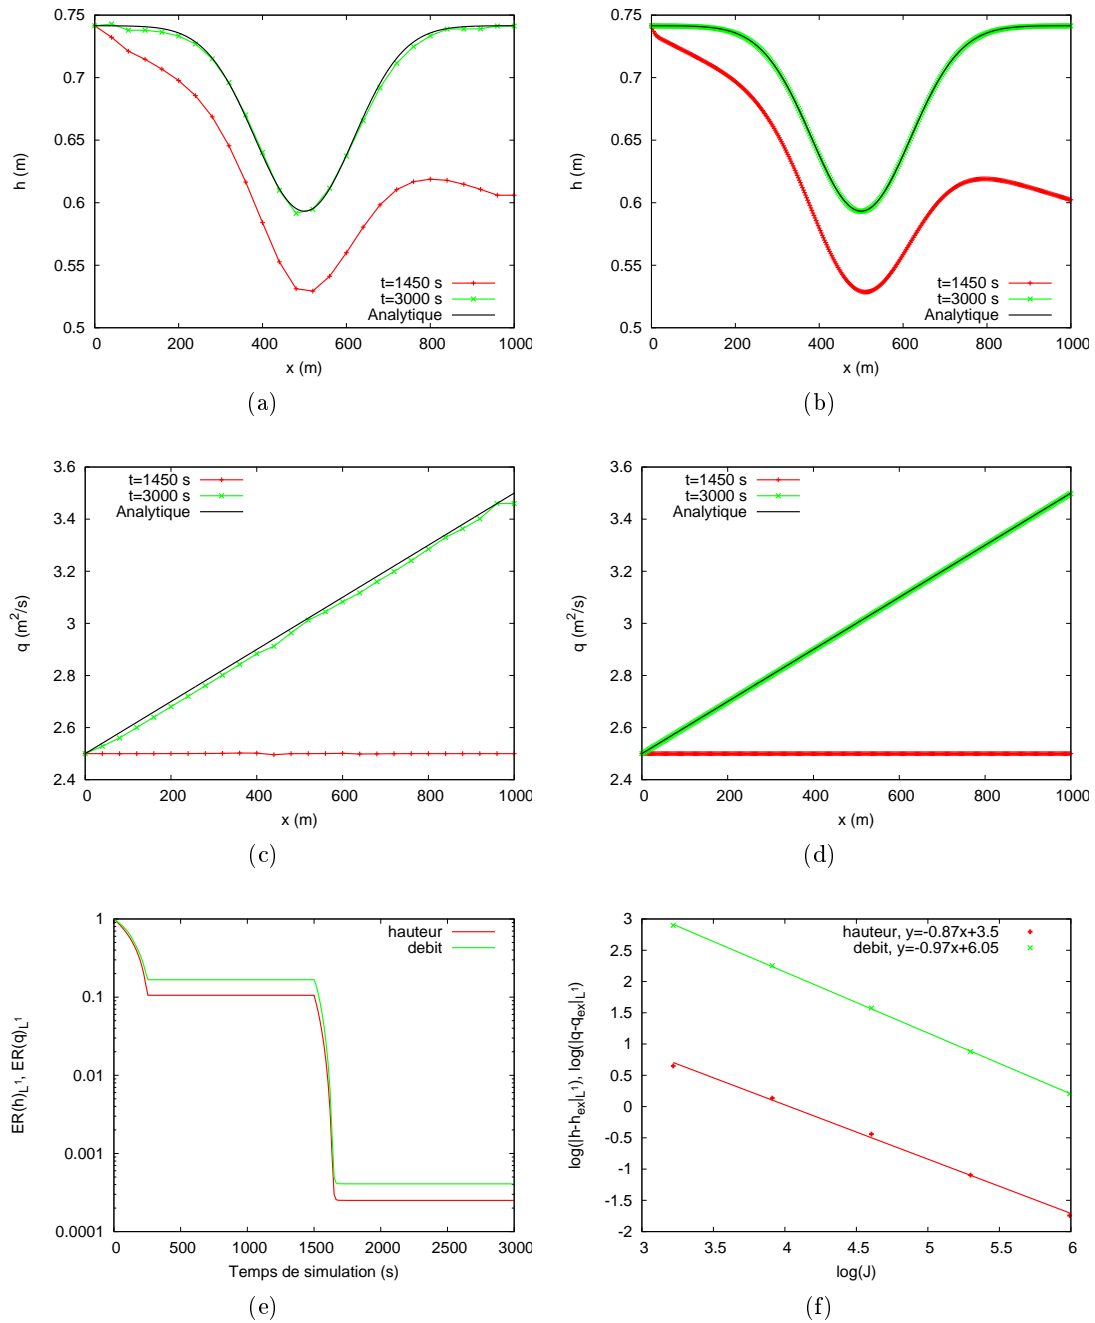 0.75
0.7
0.65
0.6
0.55
0.5
h (m)
0 200 400 600 800 1000
x (m)
t=1450 s
t=3000 s
Analytique
(a)
0.75
0.7
0.65
0.6
0.55
0.5
h (m)
0 200 400 600 800 1000
x (m)
t=1450 s
t=3000 s
Analytique
(b)
3.6
3.4
3.2
3
2.8
2.6
2.4
q (m²/s)
0 200 400 600 800 1000
x (m)
t=1450 s
t=3000 s
Analytique
(c)
3.6
3.4
3.2
3
2.8
2.6
2.4
q (m²/s)
0 200 400 600 800 1000
x (m)
t=1450 s
t=3000 s
Analytique
(d)
1
0.1
0.01
0.001
0.0001
ER(h)_L¹, ER(q)_L¹
0 500 1000 1500 2000 2500 3000
Temps de simulation (s)
hauteur
debit
(e)
3
2.5
2
1.5
1
0.5
0
-0.5
-1
-1.5
-2
log(|h-h_ex|_L¹), log(|q-q_ex|_L¹)
3 3.5 4 4.5 5 5.5 6
log(J)
hauteur, y=-0.87x+3.5
debit, y=-0.97x+6.05
(f)